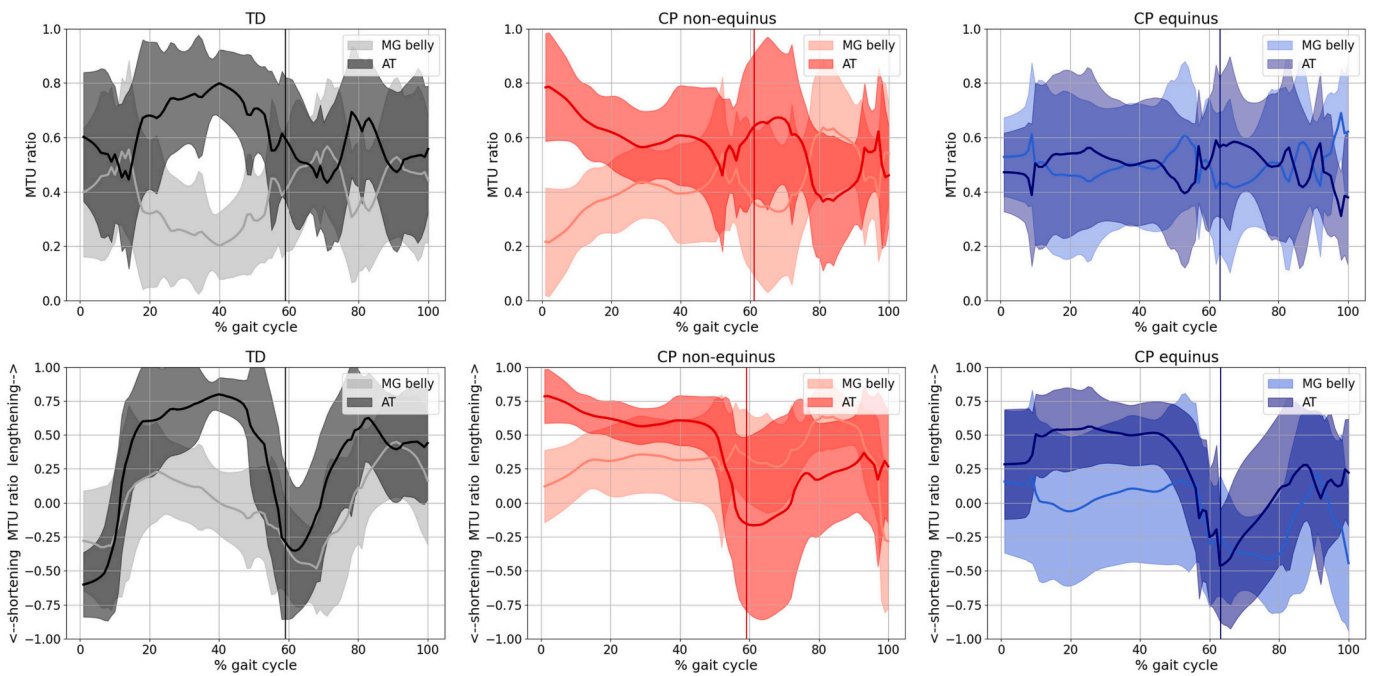 TD
MG belly
AT
MTU ratio
1.0
0.8
0.6
0.4
0.2
0.0
0 20 40 60 80 100
% gait cycle
CP non-equinus
MG belly
AT
MTU ratio
1.0
0.8
0.6
0.4
0.2
0.0
0 20 40 60 80 100
% gait cycle
CP equinus
MG belly
AT
MTU ratio
1.0
0.8
0.6
0.4
0.2
0.0
0 20 40 60 80 100
% gait cycle
TD
MG belly
AT
<--shortening MTU ratio lengthening-->
1.00
0.75
0.50
0.25
0.00
−0.25
−0.50
−0.75
−1.00
0 20 40 60 80 100
% gait cycle
CP non-equinus
MG belly
AT
<--shortening MTU ratio lengthening-->
1.00
0.75
0.50
0.25
0.00
−0.25
−0.50
−0.75
−1.00
0 20 40 60 80 100
% gait cycle
CP equinus
MG belly
AT
<--shortening MTU ratio lengthening-->
1.00
0.75
0.50
0.25
0.00
−0.25
−0.50
−0.75
−1.00
0 20 40 60 80 100
% gait cycle